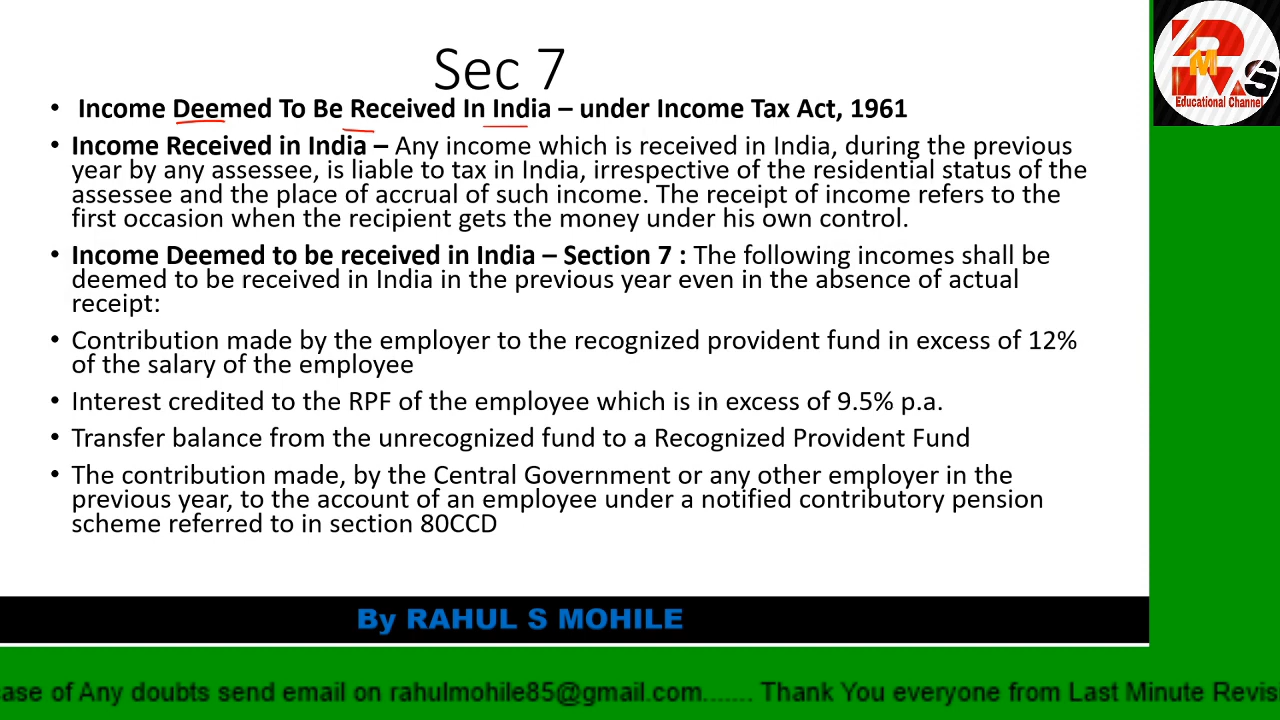 Sec 7
• Income Deemed To Be Received In India – under Income Tax Act, 1961
• Income Received in India – Any income which is received in India, during the previous
year by any assessee, is liable to tax in India, irrespective of the residential status of the
assessee and the place of accrual of such income. The receipt of income refers to the
first occasion when the recipient gets the money under his own control.
• Income Deemed to be received in India – Section 7 : The following incomes shall be
deemed to be received in India in the previous year even in the absence of actual
receipt:
• Contribution made by the employer to the recognized provident fund in excess of 12%
of the salary of the employee
• Interest credited to the RPF of the employee which is in excess of 9.5% p.a.
• Transfer balance from the unrecognized fund to a Recognized Provident Fund
• The contribution made, by the Central Government or any other employer in the
previous year, to the account of an employee under a notified contributory pension
scheme referred to in section 80CCD
By RAHUL S MOHILE
ase of Any doubts send email on rahulmohile85@gmail.com....... Thank You everyone from Last Minute Revis
Educational Channel